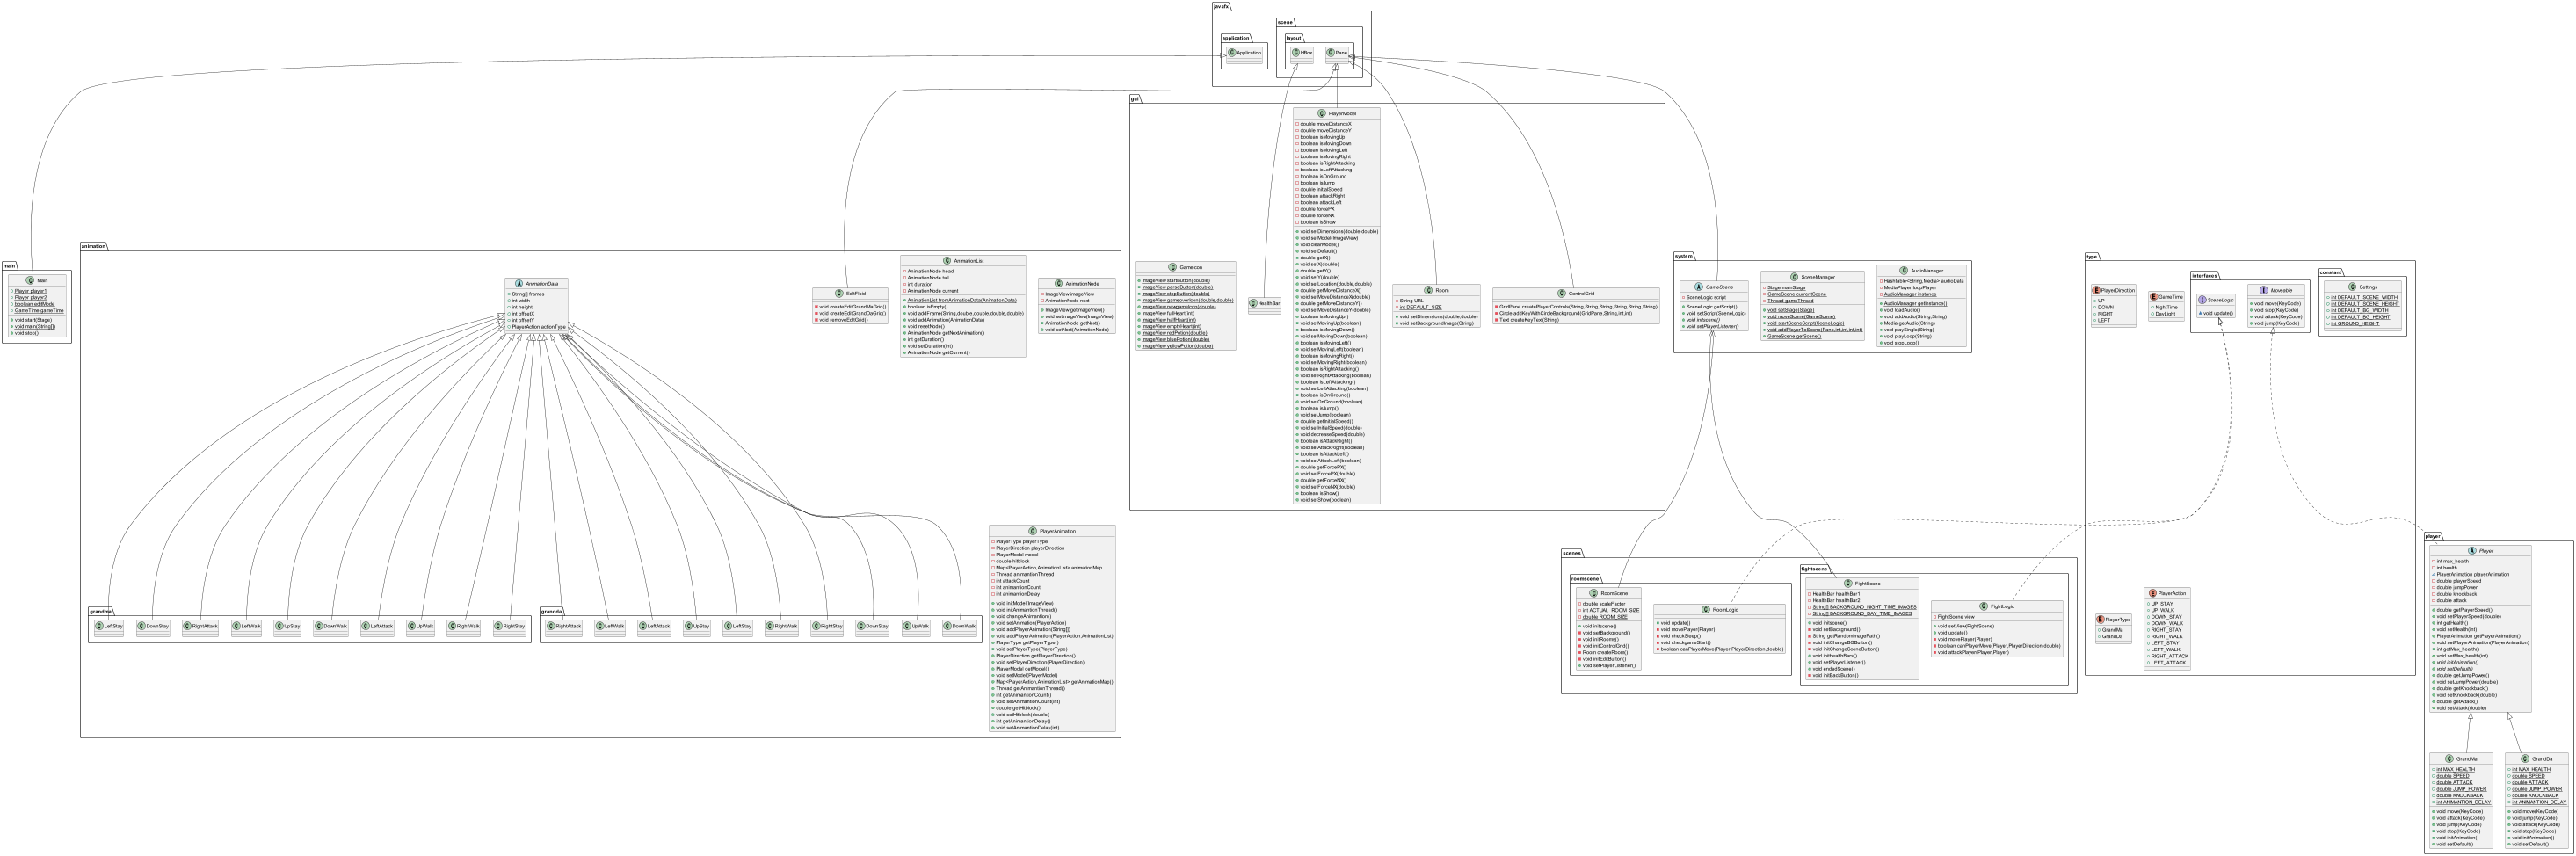 javafx
application
Application
scene
layout
HBox
Pane
main
Main
Player player1
Player player2
boolean editMode
GameTime gameTime
void start(Stage)
void main(String[])
void stop()
animation
AnimationData
String[] frames
int width
int height
int offsetX
int offsetY
PlayerAction actionType
EditField
void createEditGrandMaGrid()
void createEditGrandDaGrid()
void removeEditGrid()
AnimationList
AnimationNode head
AnimationNode tail
int duration
AnimationNode current
AnimationList fromAnimationData(AnimationData)
boolean isEmpty()
void addFrame(String,double,double,double,double)
void addAnimation(AnimationData)
void resetNode()
AnimationNode getNextAnimation()
int getDuration()
void setDuration(int)
AnimationNode getCurrent()
AnimationNode
ImageView imageView
AnimationNode next
ImageView getImageView()
void setImageView(ImageView)
AnimationNode getNext()
void setNext(AnimationNode)
PlayerAnimation
PlayerType playerType
PlayerDirection playerDirection
PlayerModel model
double hitblock
Map<PlayerAction,AnimationList> animationMap
Thread animantionThread
int attackCount
int animantionCount
int animantionDelay
void initModel(ImageView)
void initAnimantionThread()
void changeAnimantion()
void setAnimation(PlayerAction)
void addPlayerAnimation(String[])
void addPlayerAnimation(PlayerAction,AnimationList)
PlayerType getPlayerType()
void setPlayerType(PlayerType)
PlayerDirection getPlayerDirection()
void setPlayerDirection(PlayerDirection)
PlayerModel getModel()
void setModel(PlayerModel)
Map<PlayerAction,AnimationList> getAnimationMap()
Thread getAnimantionThread()
int getAnimantionCount()
void setAnimantionCount(int)
double getHitblock()
void setHitblock(double)
int getAnimantionDelay()
void setAnimantionDelay(int)
grandma
LeftStay
DownStay
RightAttack
LeftWalk
UpStay
DownWalk
LeftAttack
UpWalk
RightWalk
RightStay
grandda
RightAttack
LeftWalk
LeftAttack
UpStay
LeftStay
RightWalk
RightStay
DownStay
UpWalk
DownWalk
gui
GameIcon
ImageView startButton(double)
ImageView parseButton(double)
ImageView stopButton(double)
ImageView gameoverIcon(double,double)
ImageView newgameIcon(double)
ImageView fullHeart(int)
ImageView halfHeart(int)
ImageView emptyHeart(int)
ImageView redPotion(double)
ImageView bluePotion(double)
ImageView yellowPotion(double)
HealthBar
PlayerModel
double moveDistanceX
double moveDistanceY
boolean isMovingUp
boolean isMovingDown
boolean isMovingLeft
boolean isMovingRight
boolean isRightAttacking
boolean isLeftAttacking
boolean isOnGround
boolean isJump
double initialSpeed
boolean attackRight
boolean attackLeft
double forcePX
double forceNX
boolean isShow
void setDimensions(double,double)
void setModel(ImageView)
void clearModel()
void setDefault()
double getX()
void setX(double)
double getY()
void setY(double)
void setLocation(double,double)
double getMoveDistanceX()
void setMoveDistanceX(double)
double getMoveDistanceY()
void setMoveDistanceY(double)
boolean isMovingUp()
void setMovingUp(boolean)
boolean isMovingDown()
void setMovingDown(boolean)
boolean isMovingLeft()
void setMovingLeft(boolean)
boolean isMovingRight()
void setMovingRight(boolean)
boolean isRightAttacking()
void setRightAttacking(boolean)
boolean isLeftAttacking()
void setLeftAttacking(boolean)
boolean isOnGround()
void setOnGround(boolean)
boolean isJump()
void setJump(boolean)
double getInitialSpeed()
void setInitialSpeed(double)
void decreaseSpeed(double)
boolean isAttackRight()
void setAttackRight(boolean)
boolean isAttackLeft()
void setAttackLeft(boolean)
double getForcePX()
void setForcePX(double)
double getForceNX()
void setForceNX(double)
boolean isShow()
void setShow(boolean)
Room
String URL
int DEFAULT_SIZE
void setDimensions(double,double)
void setBackgroundImage(String)
ControlGrid
GridPane createPlayerControls(String,String,String,String,String,String)
Circle addKeyWithCircleBackground(GridPane,String,int,int)
Text createKeyText(String)
system
GameScene
SceneLogic script
SceneLogic getScript()
void setScript(SceneLogic)
void initscene()
void setPlayerListener()
SceneManager
Stage mainStage
GameScene currentScene
Thread gameThread
void setStage(Stage)
void moveScene(GameScene)
void startSceneScript(SceneLogic)
void addPlayerToScene(Pane,int,int,int,int)
GameScene getScene()
AudioManager
Hashtable<String,Media> audioData
MediaPlayer loopPlayer
AudioManager instance
AudioManager getInstance()
void loadAudio()
void addAudio(String,String)
Media getAudio(String)
void playSingle(String)
void playLoop(String)
void stopLoop()
scenes
roomscene
RoomScene
double scaleFactor
int ACTUAL_ROOM_SIZE
double ROOM_SIZE
void initscene()
void setBackground()
void initRooms()
void initControlGrid()
Room createRoom()
void initEditButton()
void setPlayerListener()
RoomLogic
void update()
void movePlayer(Player)
void checkSleep()
void checkgameStart()
boolean canPlayerMove(Player,PlayerDirection,double)
fightscene
FightScene
HealthBar healthBar1
HealthBar healthBar2
String[] BACKGROUND_NIGHT_TIME_IMAGES
String[] BACKGROUND_DAY_TIME_IMAGES
void initscene()
void setBackground()
String getRandomImagePath()
void initChangeBGButton()
void initChangeSceneButton()
void inithealthBars()
void setPlayerListener()
void endedScene()
void initBackButton()
FightLogic
FightScene view
void setView(FightScene)
void update()
void movePlayer(Player)
boolean canPlayerMove(Player,PlayerDirection,double)
void attackPlayer(Player,Player)
type
PlayerDirection
UP
DOWN
RIGHT
LEFT
GameTime
NightTime
DayLight
interfaces
SceneLogic
void update()
Moveable
void move(KeyCode)
void stop(KeyCode)
void attack(KeyCode)
void jump(KeyCode)
constant
Settings
int DEFAULT_SCENE_WIDTH
int DEFAULT_SCENE_HEIGHT
int DEFAULT_BG_WIDTH
int DEFAULT_BG_HEIGHT
int GROUND_HEIGHT
PlayerType
GrandMa
GrandDa
PlayerAction
UP_STAY
UP_WALK
DOWN_STAY
DOWN_WALK
RIGHT_STAY
RIGHT_WALK
LEFT_STAY
LEFT_WALK
RIGHT_ATTACK
LEFT_ATTACK
player
Player
int max_health
int health
PlayerAnimation playerAnimation
double playerSpeed
double jumpPower
double knockback
double attack
double getPlayerSpeed()
void setPlayerSpeed(double)
int getHealth()
void setHealth(int)
PlayerAnimation getPlayerAnimation()
void setPlayerAnimation(PlayerAnimation)
int getMax_health()
void setMax_health(int)
void initAnimation()
void setDefault()
double getJumpPower()
void setJumpPower(double)
double getKnockback()
void setKnockback(double)
double getAttack()
void setAttack(double)
GrandMa
int MAX_HEALTH
double SPEED
double ATTACK
double JUMP_POWER
double KNOCKBACK
int ANIMANTION_DELAY
void move(KeyCode)
void attack(KeyCode)
void jump(KeyCode)
void stop(KeyCode)
void initAnimation()
void setDefault()
GrandDa
int MAX_HEALTH
double SPEED
double ATTACK
double JUMP_POWER
double KNOCKBACK
int ANIMANTION_DELAY
void move(KeyCode)
void jump(KeyCode)
void attack(KeyCode)
void stop(KeyCode)
void initAnimation()
void setDefault()